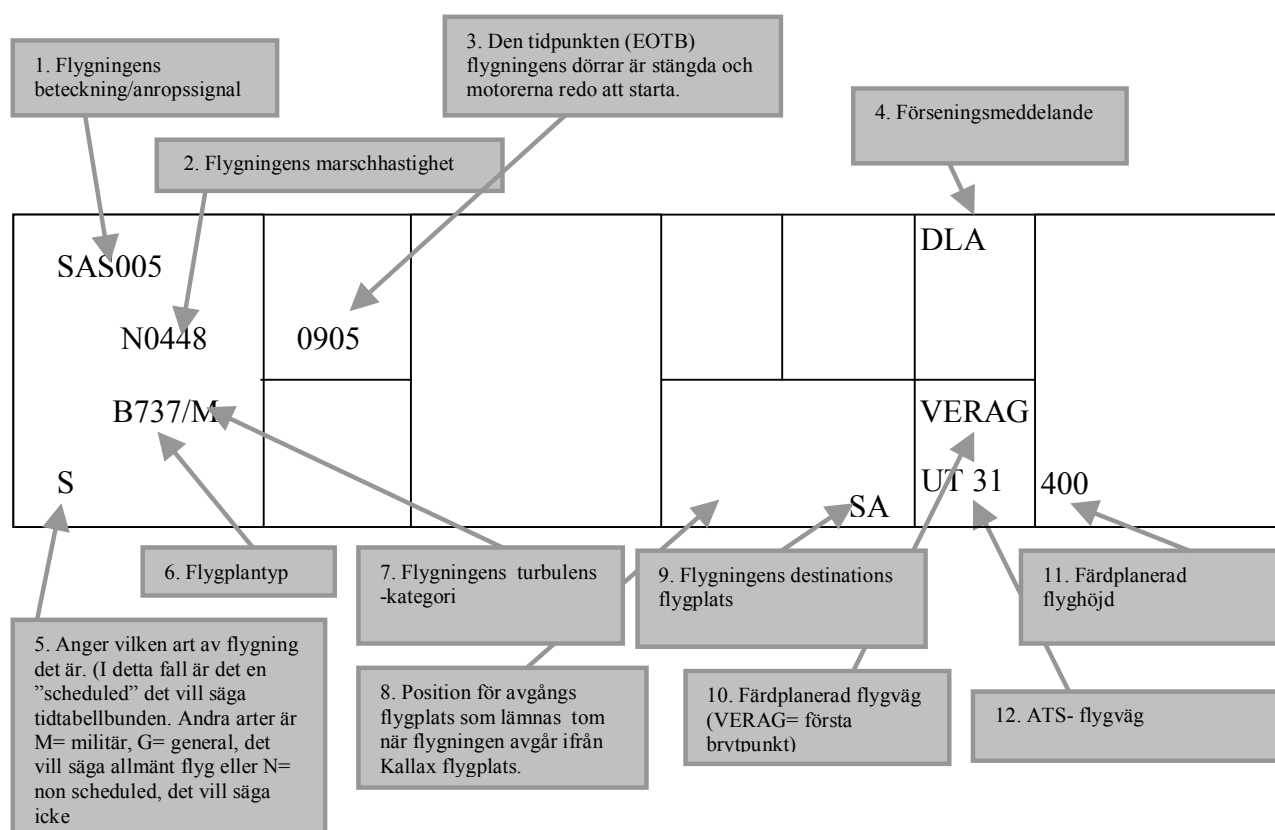 1. Flygningens
beteckning/anropssignal
3. Den tidpunkten (EOTB)
flygningens dörrar är stängda och
motorerna redo att starta.
4. Förseningsmeddelande
2. Flygningens marschhastighet
SAS005
N0448
B737/M
S
0905
DLA
VERAG
UT 31
SA
400
6. Flygplantyp
7. Flygningens turbulens
-kategori
9. Flygningens destinations
flygplats
11. Färdplanerad
flyghöjd
5. Anger vilken art av flygning
det är. (I detta fall är det en
”scheduled” det vill säga
tidtabellbunden. Andra arter är
M= militär, G= general, det
vill säga allmänt flyg eller N=
non scheduled, det vill säga
icke
8. Position för avgångs
flygplats som lämnas tom
när flygningen avgår ifrån
Kallax flygplats.
10. Färdplanerad flygväg
(VERAG= första
brytpunkt)
12. ATS- flygväg